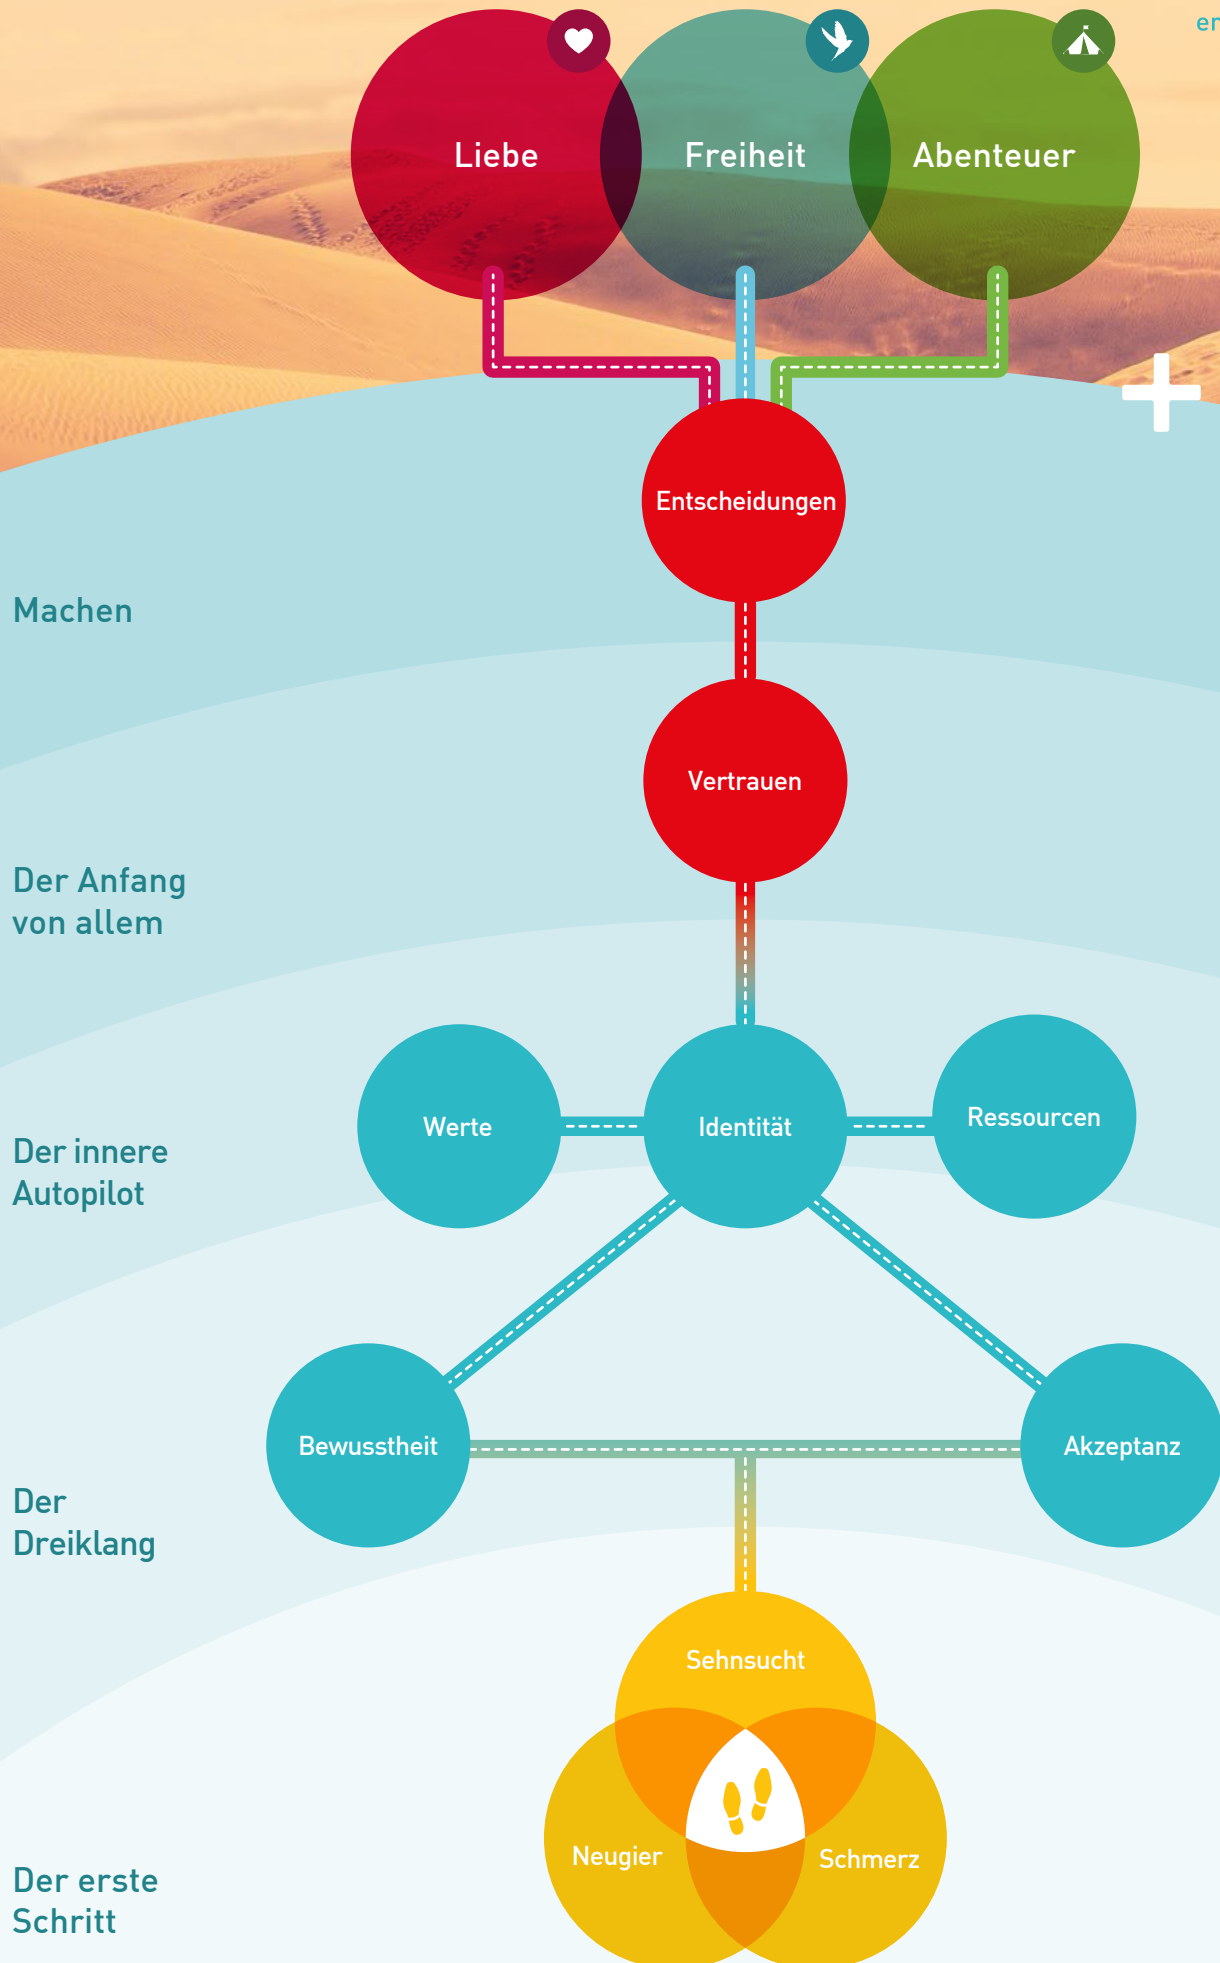 Liebe
Freiheit
Abenteuer
Entscheidungen
Machen
Vertrauen
Der Anfang
von allem
Werte
Identität
Ressourcen
Der innere
Autopilot
Bewusstheit
Akzeptanz
Der
Dreiklang
Sehnsucht
Neugier
Schmerz
Der erste
Schritt